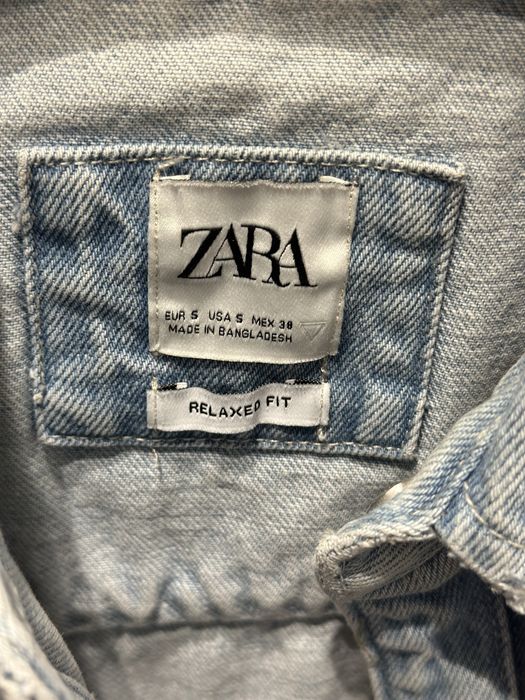 ZARA
EUR S USA S MEX 38
MADE IN BANGLADESH
RELAXED FIT